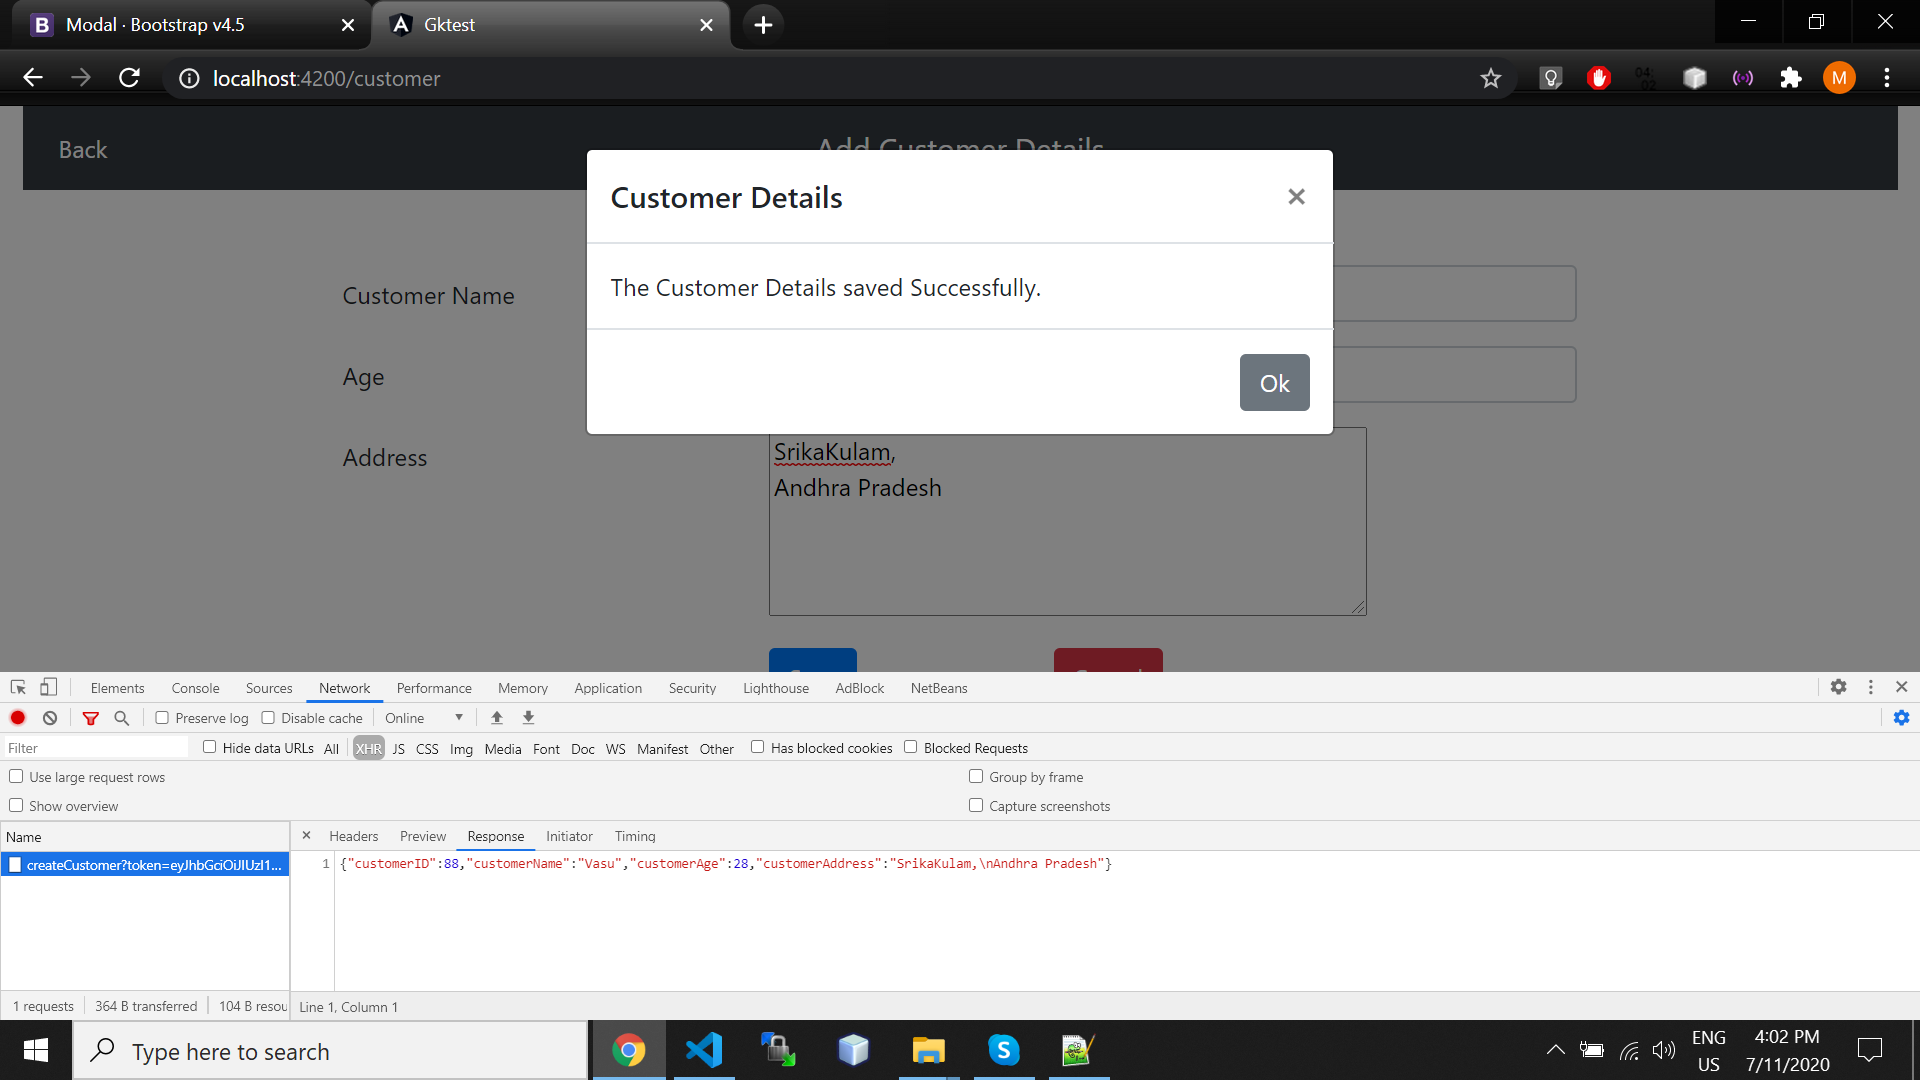 Modal · Bootstrap v4.5
Gktest
localhost:4200/customer
M
Back
Add Customer Details
Customer Details
×
The Customer Details saved Successfully.
Ok
Customer Name
Age
Address
SrikaKulam,
Andhra Pradesh
Elements Console Sources Network Performance Memory Application Security Lighthouse AdBlock NetBeans
Preserve log Disable cache Online
Filter Hide data URLs All XHR JS CSS Img Media Font Doc WS Manifest Other Has blocked cookies Blocked Requests
Use large request rows Group by frame
Show overview Capture screenshots
Name Headers Preview Response Initiator Timing
createCustomer?token=eyJhbGciOiJIUzI1...
1 {"customerID":88,"customerName":"Vasu","customerAge":28,"customerAddress":"SrikaKulam,\nAndhra Pradesh"}
1 requests 364 B transferred 104 B resou Line 1, Column 1
Type here to search
ENG
US
4:02 PM
7/11/2020